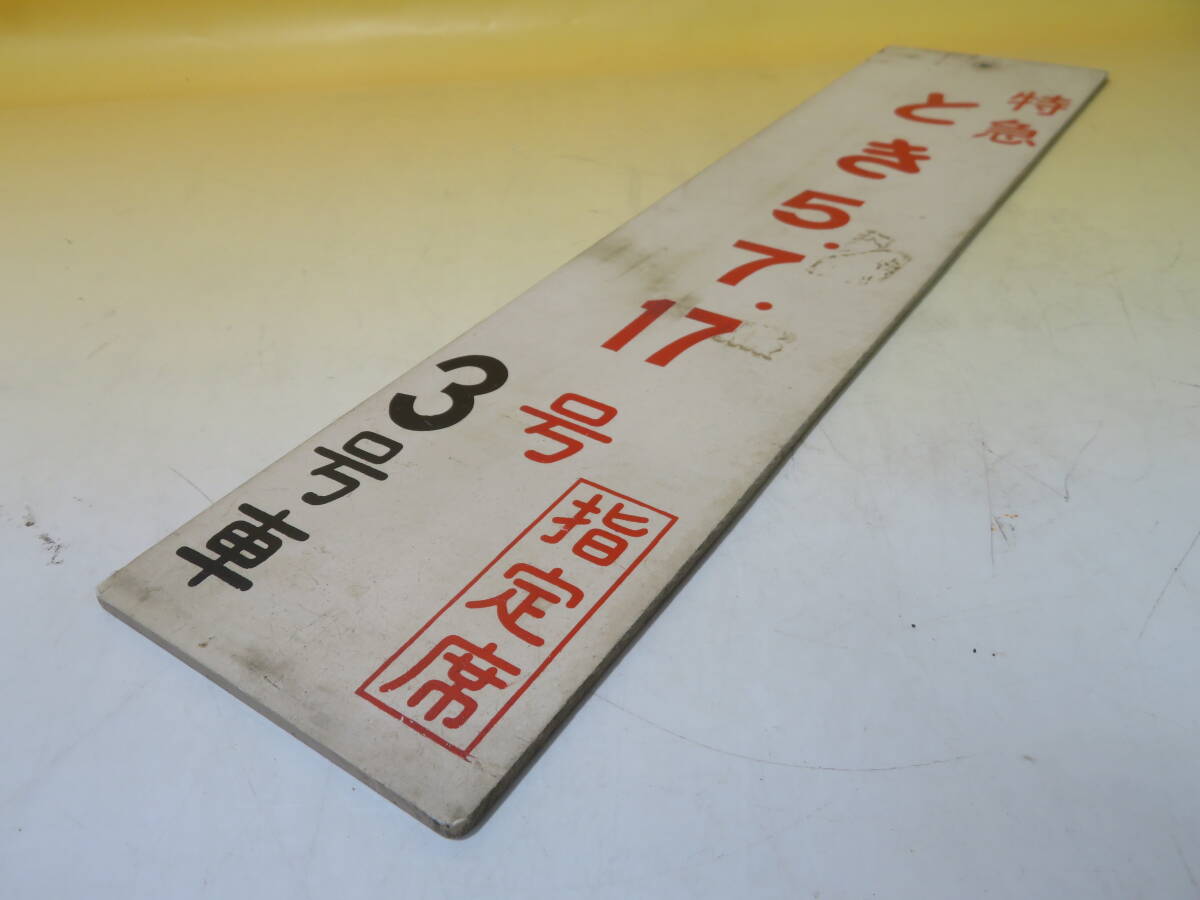 特急
とき5.7.17号
指定席
3号車